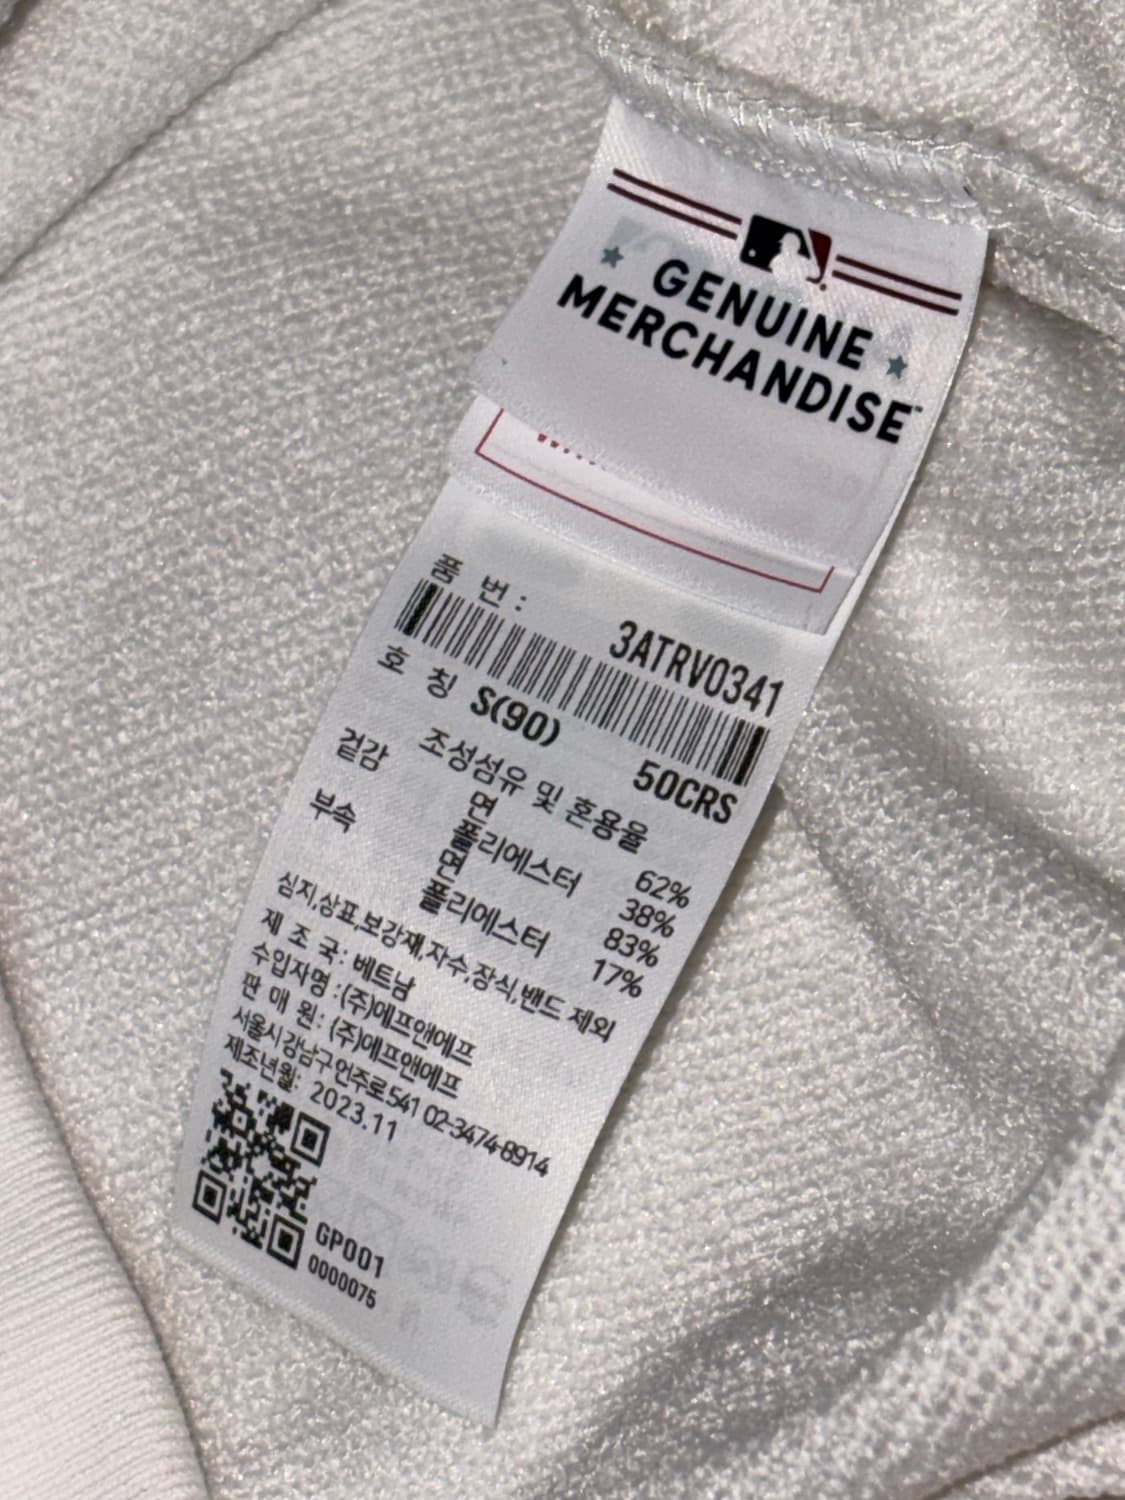 GENUINE
MERCHANDISE™
품 번 :
3ATRV0341
호 칭 S(90)
50CRS
조성섬유 및 혼용율
겉감 면 62%
폴리에스터 38%
부속 면 83%
폴리에스터 17%
심지,상표,보강재,자수,장식,밴드 제외
제 조 국: 베트남
수입자명 :(주)에프앤에프
판 매 원: (주)에프앤에프
서울시강남구언주로541 02-3474-8914
제조년월: 2023.11
GP001
0000075